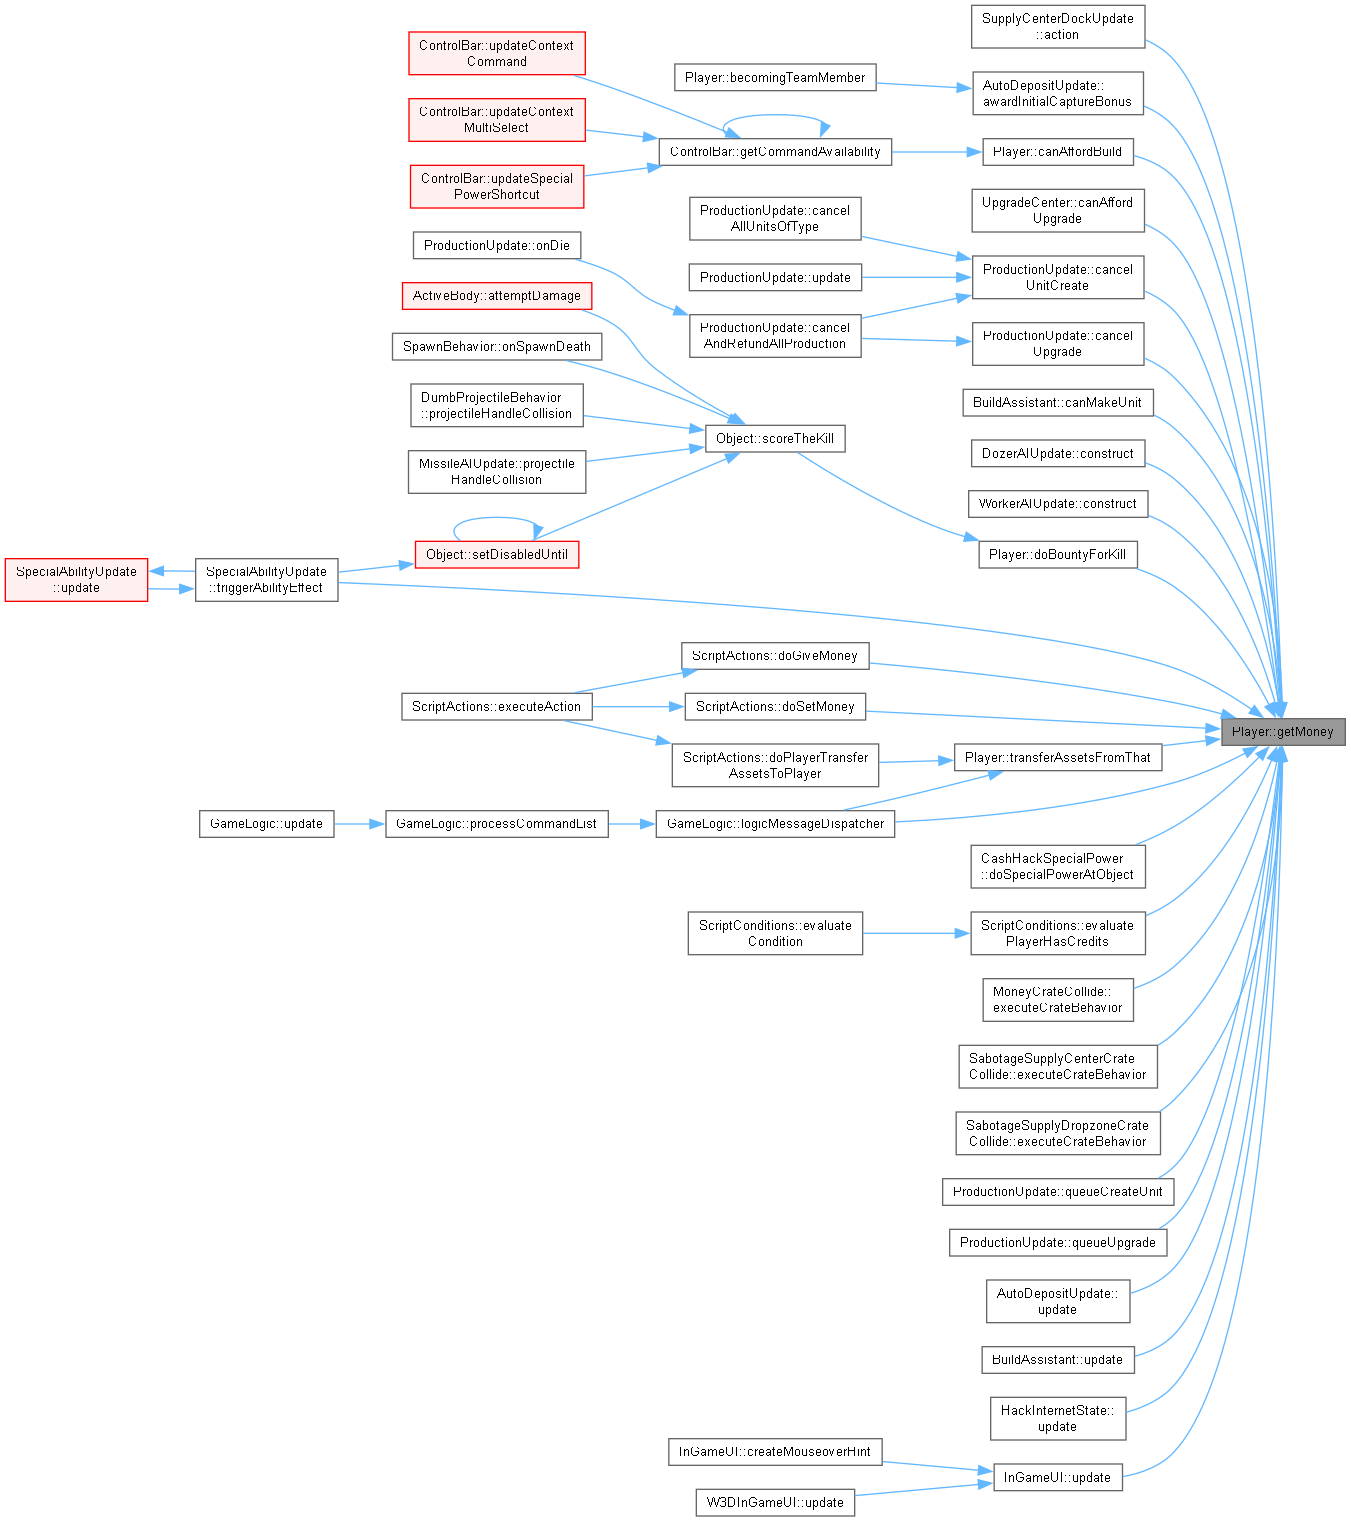 SupplyCenterDockUpdate
::action
ControlBar::updateContext
Command
Player::becomingTeamMember
AutoDepositUpdate::
awardInitialCaptureBonus
ControlBar::updateContext
MultiSelect
ControlBar::getCommandAvailability
Player::canAffordBuild
ControlBar::updateSpecial
PowerShortcut
ProductionUpdate::cancel
AllUnitsOfType
UpgradeCenter::canAfford
Upgrade
ProductionUpdate::onDie
ProductionUpdate::update
ProductionUpdate::cancel
UnitCreate
ActiveBody::attemptDamage
ProductionUpdate::cancel
AndRefundAllProduction
ProductionUpdate::cancel
Upgrade
SpawnBehavior::onSpawnDeath
DumbProjectileBehavior
::projectileHandleCollision
BuildAssistant::canMakeUnit
Object::scoreTheKill
DozerAIUpdate::construct
MissileAIUpdate::projectile
HandleCollision
WorkerAIUpdate::construct
Object::setDisabledUntil
Player::doBountyForKill
SpecialAbilityUpdate
::update
SpecialAbilityUpdate
::triggerAbilityEffect
ScriptActions::doGiveMoney
ScriptActions::executeAction
ScriptActions::doSetMoney
Player::getMoney
ScriptActions::doPlayerTransfer
AssetsToPlayer
Player::transferAssetsFromThat
GameLogic::update
GameLogic::processCommandList
GameLogic::logicMessageDispatcher
CashHackSpecialPower
::doSpecialPowerAtObject
ScriptConditions::evaluate
Condition
ScriptConditions::evaluate
PlayerHasCredits
MoneyCrateCollide::
executeCrateBehavior
SabotageSupplyCenterCrate
Collide::executeCrateBehavior
SabotageSupplyDropzoneCrate
Collide::executeCrateBehavior
ProductionUpdate::queueCreateUnit
ProductionUpdate::queueUpgrade
AutoDepositUpdate::
update
BuildAssistant::update
HackInternetState::
update
InGameUI::createMouseoverHint
InGameUI::update
W3DInGameUI::update